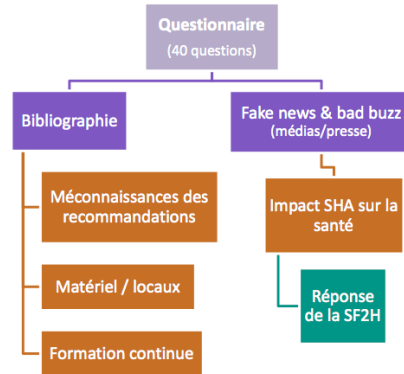 Questionnaire
(40 questions)
Bibliographie
Fake news & bad buzz
(médias/presse)
Méconnaissances des
recommandations
Matériel / locaux
Formation continue
Impact SHA sur la
santé
Réponse
de la SF2H